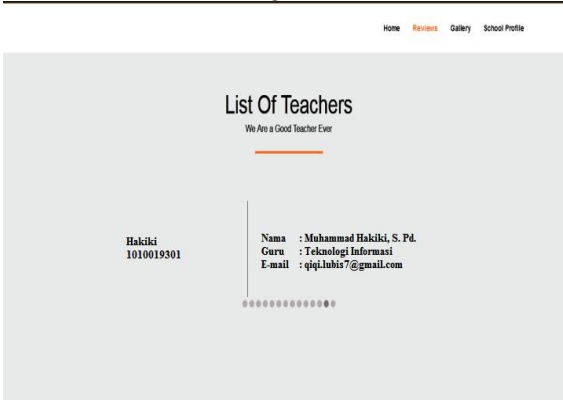 Home Reviews Gallery School Profile
List Of Teachers
We Are a Good Teacher Ever
Hakiki
1010019301
Nama : Muhammad Hakiki, S. Pd.
Guru : Teknologi Informasi
E-mail : qiqi.lubis7@gmail.com